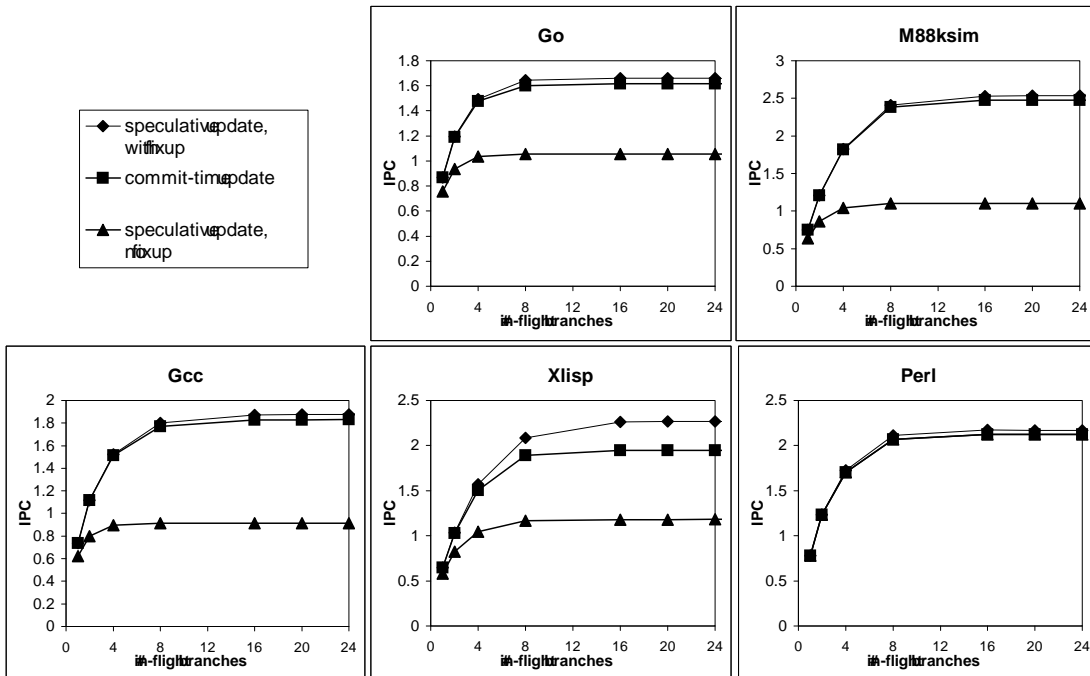 Go
IPC
1.8
1.6
1.4
1.2
1
0.8
0.6
0.4
0.2
0
0 4 8 12 16 20 24
# in-flight branches
M88ksim
IPC
3
2.5
2
1.5
1
0.5
0
0 4 8 12 16 20 24
# in-flight branches
speculative update,
with fixup
commit-time update
speculative update,
no fixup
Gcc
IPC
2
1.8
1.6
1.4
1.2
1
0.8
0.6
0.4
0.2
0
0 4 8 12 16 20 24
# in-flight branches
Xlisp
IPC
2.5
2
1.5
1
0.5
0
0 4 8 12 16 20 24
# in-flight branches
Perl
IPC
2.5
2
1.5
1
0.5
0
0 4 8 12 16 20 24
# in-flight branches